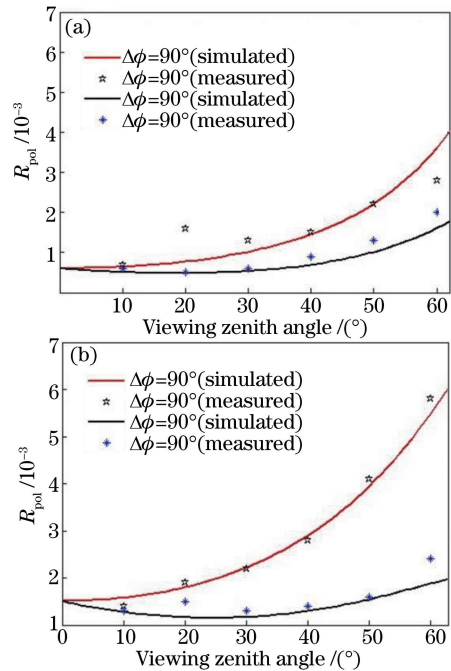 (a)
Δϕ=90°(simulated)
Δϕ=90°(measured)
Δϕ=90°(simulated)
Δϕ=90°(measured)
R_pol /10⁻³
7
6
5
4
3
2
1
10 20 30 40 50 60
Viewing zenith angle /(°)
(b)
Δϕ=90°(simulated)
Δϕ=90°(measured)
Δϕ=90°(simulated)
Δϕ=90°(measured)
R_pol /10⁻³
7
6
5
4
3
2
1
0 10 20 30 40 50 60
Viewing zenith angle /(°)